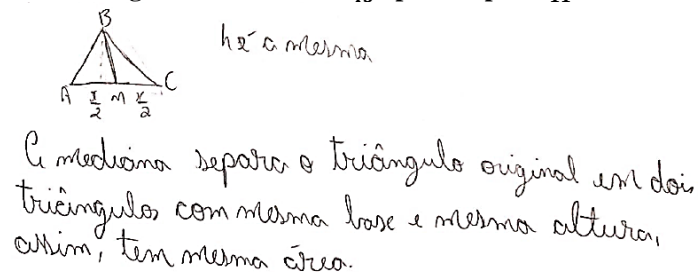 B
h é a mesma
A x/2 M x/2 C
A mediana separa o triângulo original em dois
triângulos com mesma base e mesma altura,
assim, tem mesma área.